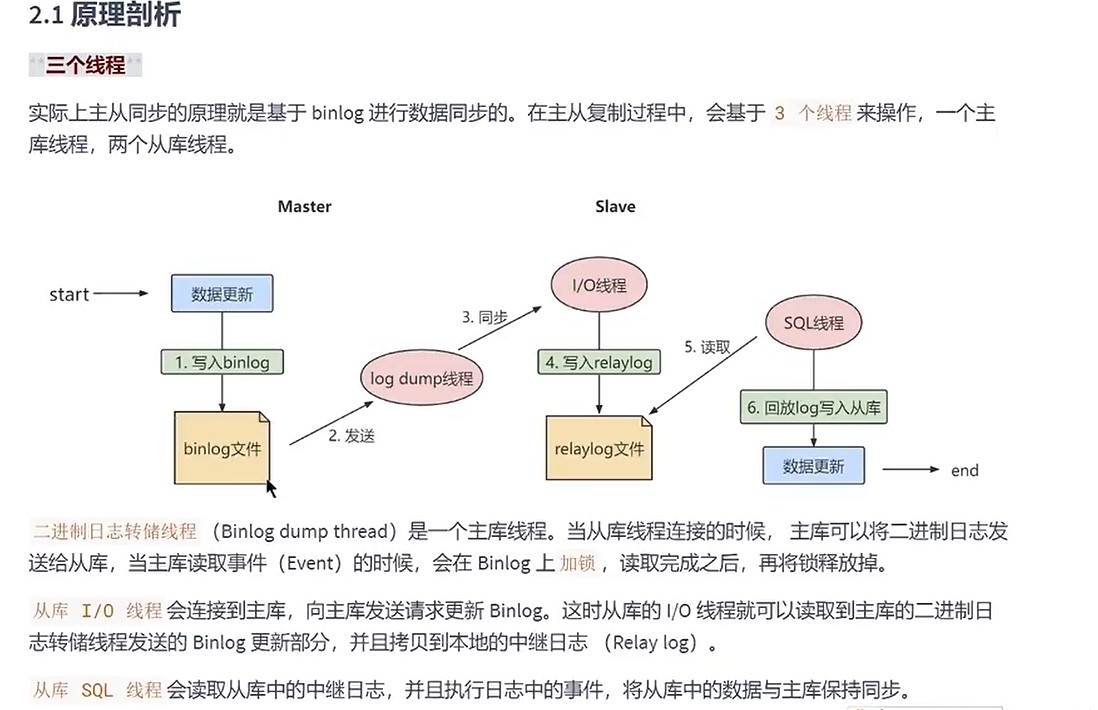 2.1 原理剖析
三个线程
实际上主从同步的原理就是基于 binlog 进行数据同步的。在主从复制过程中，会基于 3 个线程 来操作，一个主
库线程，两个从库线程。
Master
Slave
start
数据更新
1. 写入binlog
binlog文件
2. 发送
log dump线程
3. 同步
I/O线程
4. 写入relaylog
relaylog文件
5. 读取
SQL线程
6. 回放log写入从库
数据更新
end
二进制日志转储线程 （Binlog dump thread）是一个主库线程。当从库线程连接的时候， 主库可以将二进制日志发
送给从库，当主库读取事件（Event）的时候，会在 Binlog 上 加锁 ，读取完成之后，再将锁释放掉。
从库 I/O 线程 会连接到主库，向主库发送请求更新 Binlog。这时从库的 I/O 线程就可以读取到主库的二进制日
志转储线程发送的 Binlog 更新部分，并且拷贝到本地的中继日志 （Relay log）。
从库 SQL 线程 会读取从库中的中继日志，并且执行日志中的事件，将从库中的数据与主库保持同步。